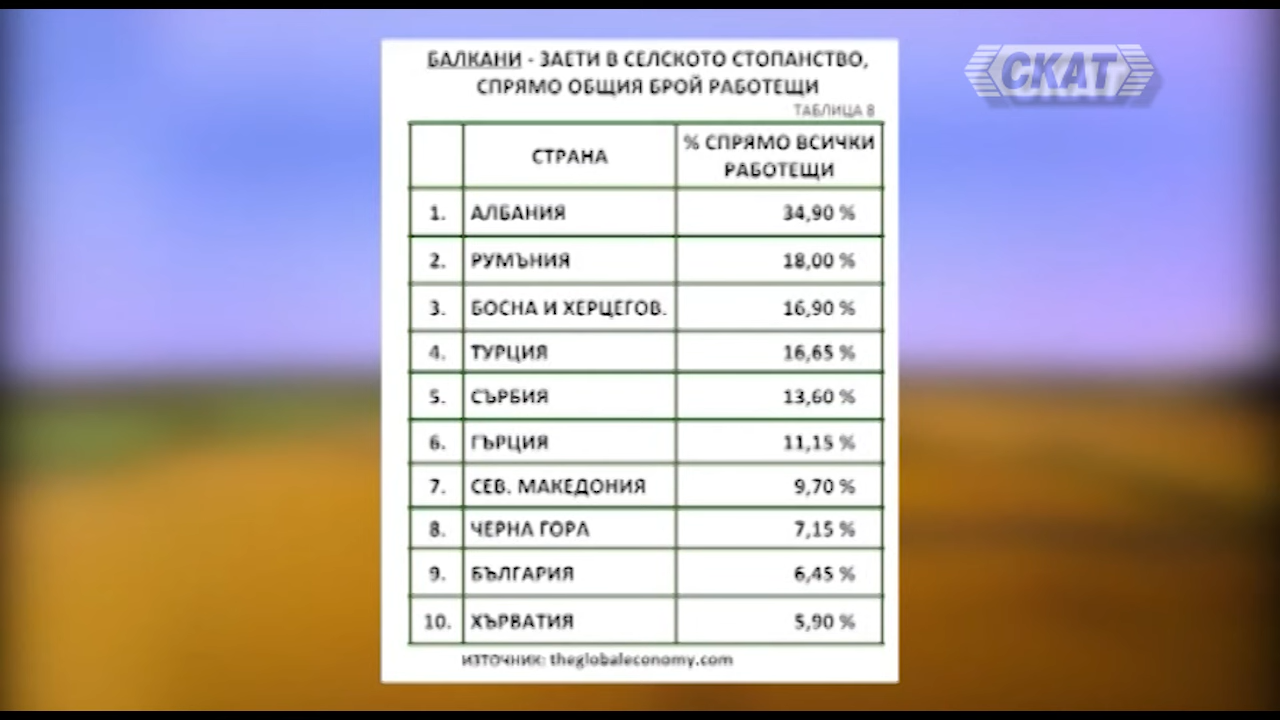 СКАТ
БАЛКАНИ - ЗАЕТИ В СЕЛСКОТО СТОПАНСТВО,
СПРЯМО ОБЩИЯ БРОЙ РАБОТЕЩИ
ТАБЛИЦА 8
СТРАНА % СПРЯМО ВСИЧКИ РАБОТЕЩИ
1. АЛБАНИЯ 34,90 %
2. РУМЪНИЯ 18,00 %
3. БОСНА И ХЕРЦЕГОВ. 16,90 %
4. ТУРЦИЯ 16,65 %
5. СЪРБИЯ 13,60 %
6. ГЪРЦИЯ 11,15 %
7. СЕВ. МАКЕДОНИЯ 9,70 %
8. ЧЕРНА ГОРА 7,15 %
9. БЪЛГАРИЯ 6,45 %
10. ХЪРВАТИЯ 5,90 %
ИЗТОЧНИК: theglobaleconomy.com